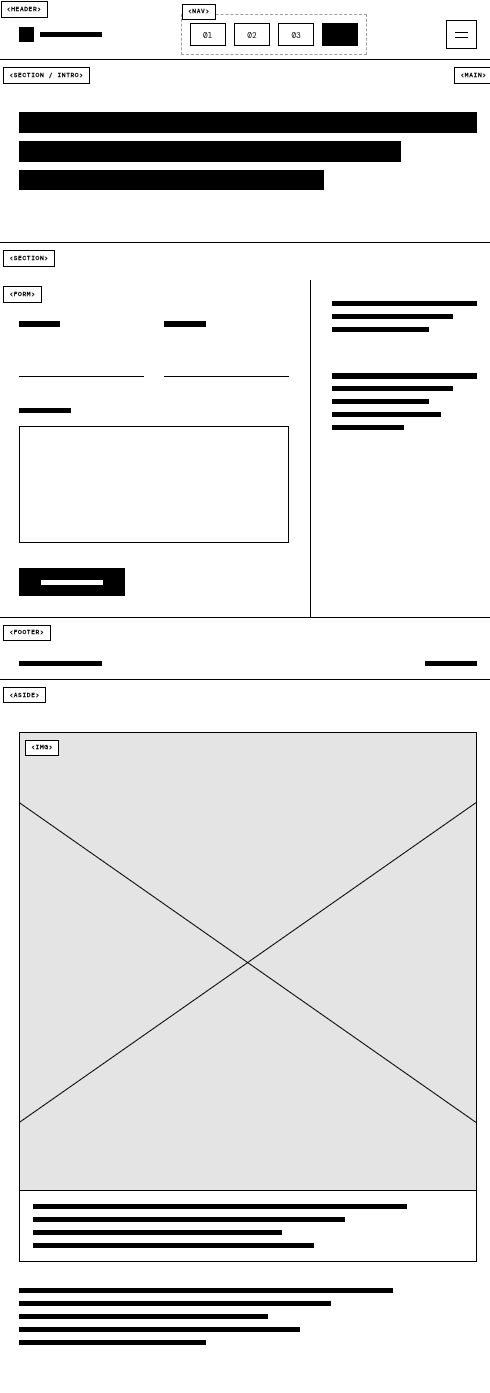 <HEADER>
<NAV>
01
02
03
<SECTION / INTRO>
<MAIN>
<SECTION>
<FORM>
<FOOTER>
<ASIDE>
<IMG>